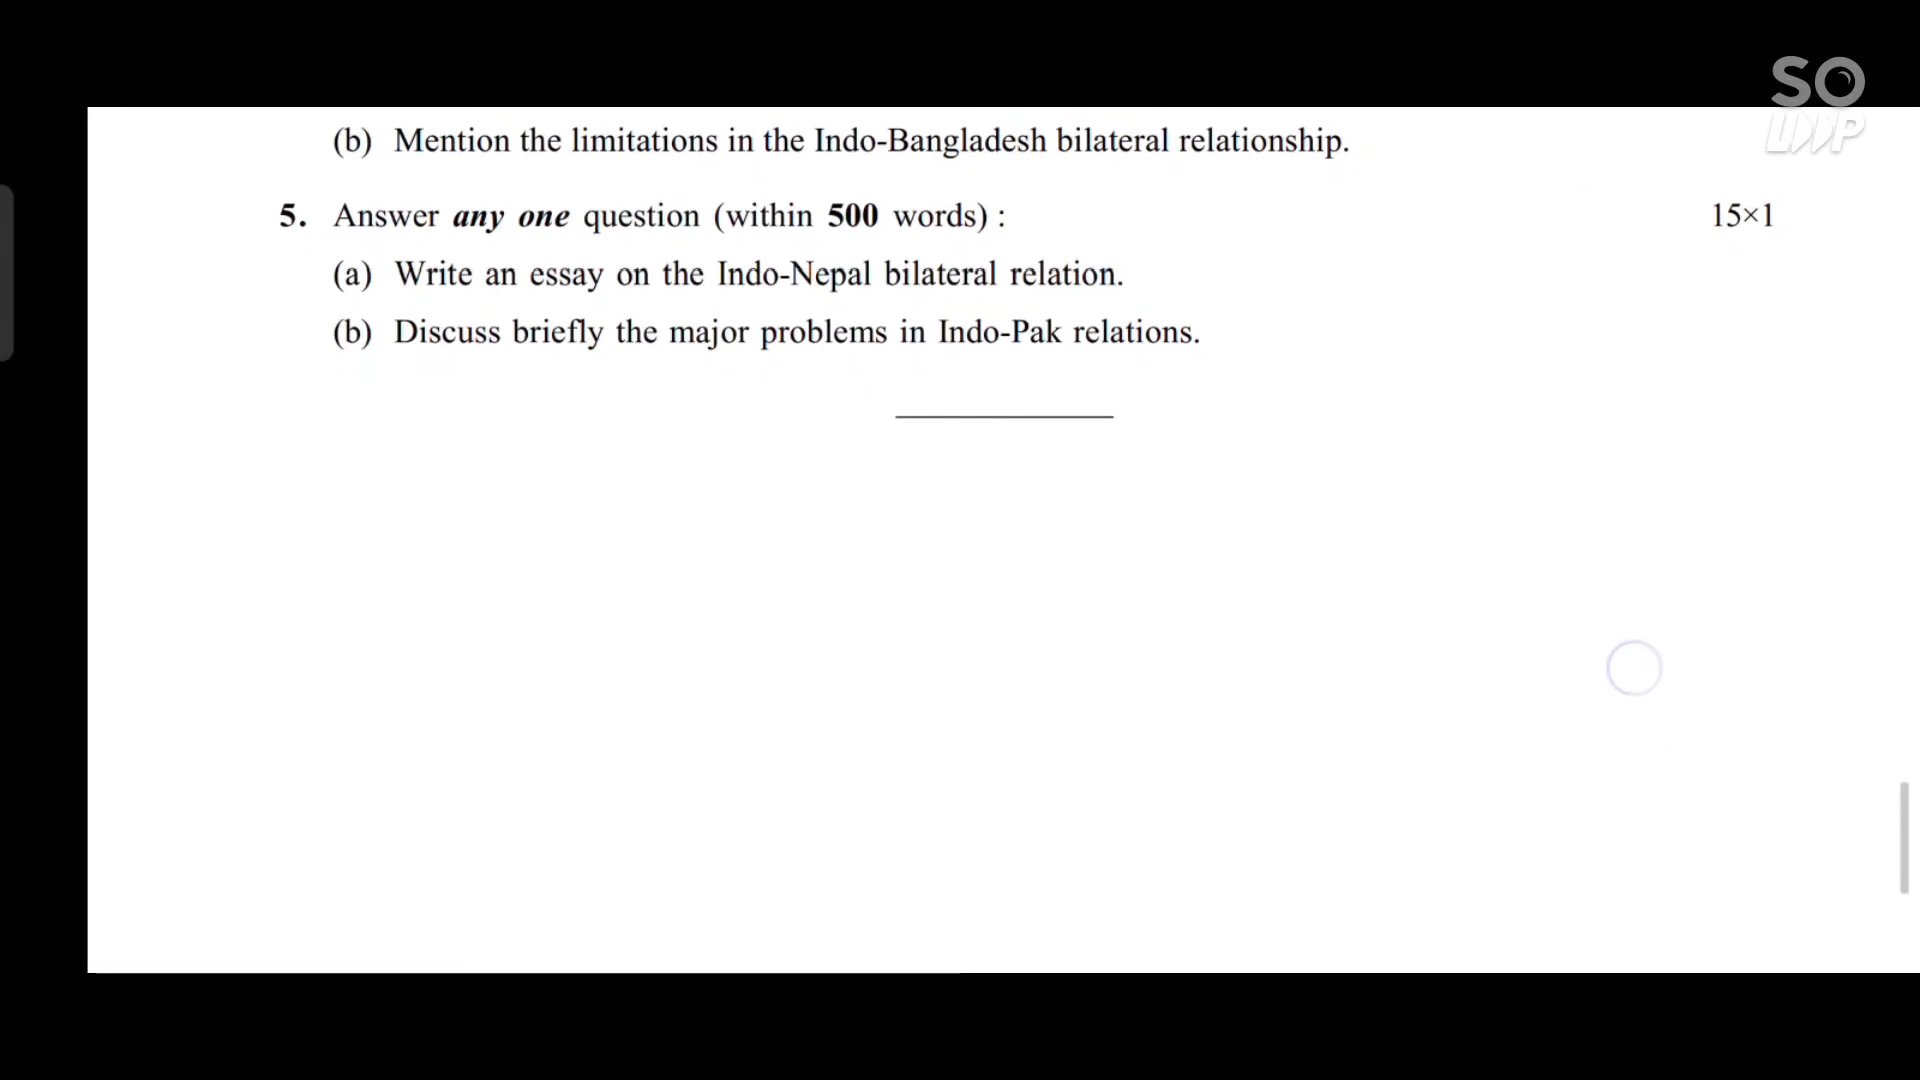 SO
UP
(b) Mention the limitations in the Indo-Bangladesh bilateral relationship.
5. Answer any one question (within 500 words) : 15×1
(a) Write an essay on the Indo-Nepal bilateral relation.
(b) Discuss briefly the major problems in Indo-Pak relations.